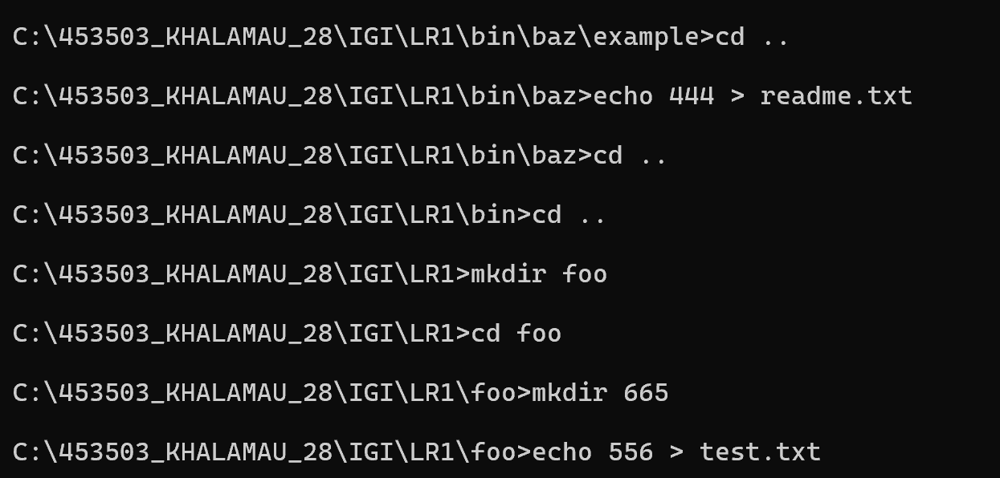 C:\453503_KHALAMAU_28\IGI\LR1\bin\baz\example>cd ..
C:\453503_KHALAMAU_28\IGI\LR1\bin\baz>echo 444 > readme.txt
C:\453503_KHALAMAU_28\IGI\LR1\bin\baz>cd ..
C:\453503_KHALAMAU_28\IGI\LR1\bin>cd ..
C:\453503_KHALAMAU_28\IGI\LR1>mkdir foo
C:\453503_KHALAMAU_28\IGI\LR1>cd foo
C:\453503_KHALAMAU_28\IGI\LR1\foo>mkdir 665
C:\453503_KHALAMAU_28\IGI\LR1\foo>echo 556 > test.txt